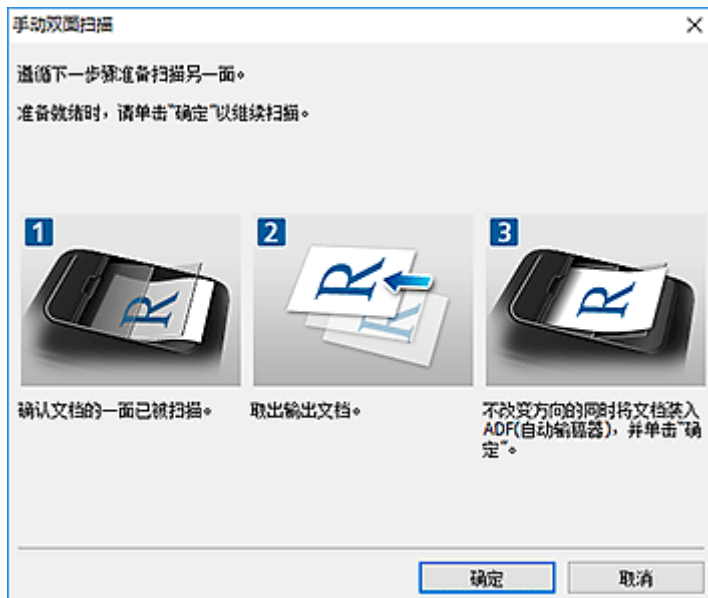 手动双面扫描
遵循下一步骤准备扫描另一面。
准备就绪时，请单击"确定"以继续扫描。
1
2
3
R
R
R
R
确认文档的一面已被扫描。
取出输出文档。
不改变方向的同时将文档装入
ADF(自动输稿器)，并单击"确
定"。
确定
取消